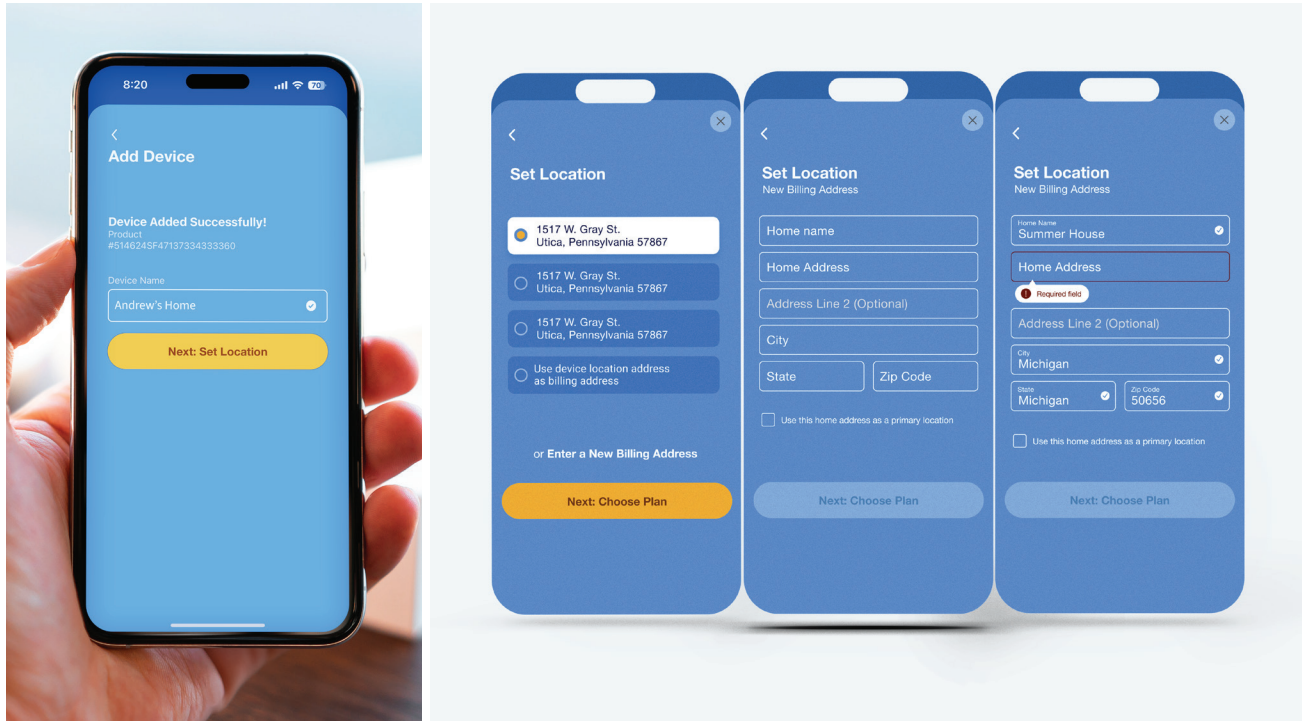 8:20
70
Add Device
Device Added Successfully!
Product
#514624SF47137334333360
Device Name
Andrew's Home
Next: Set Location
Set Location
1517 W. Gray St.
Utica, Pennsylvania 57867
1517 W. Gray St.
Utica, Pennsylvania 57867
1517 W. Gray St.
Utica, Pennsylvania 57867
Use device location address
as billing address
or Enter a New Billing Address
Next: Choose Plan
Set Location
New Billing Address
Home name
Home Address
Address Line 2 (Optional)
City
State
Zip Code
Use this home address as a primary location
Next: Choose Plan
Set Location
New Billing Address
Home Name
Summer House
Home Address
Required field
Address Line 2 (Optional)
City
Michigan
State
Michigan
Zip Code
50656
Use this home address as a primary location
Next: Choose Plan